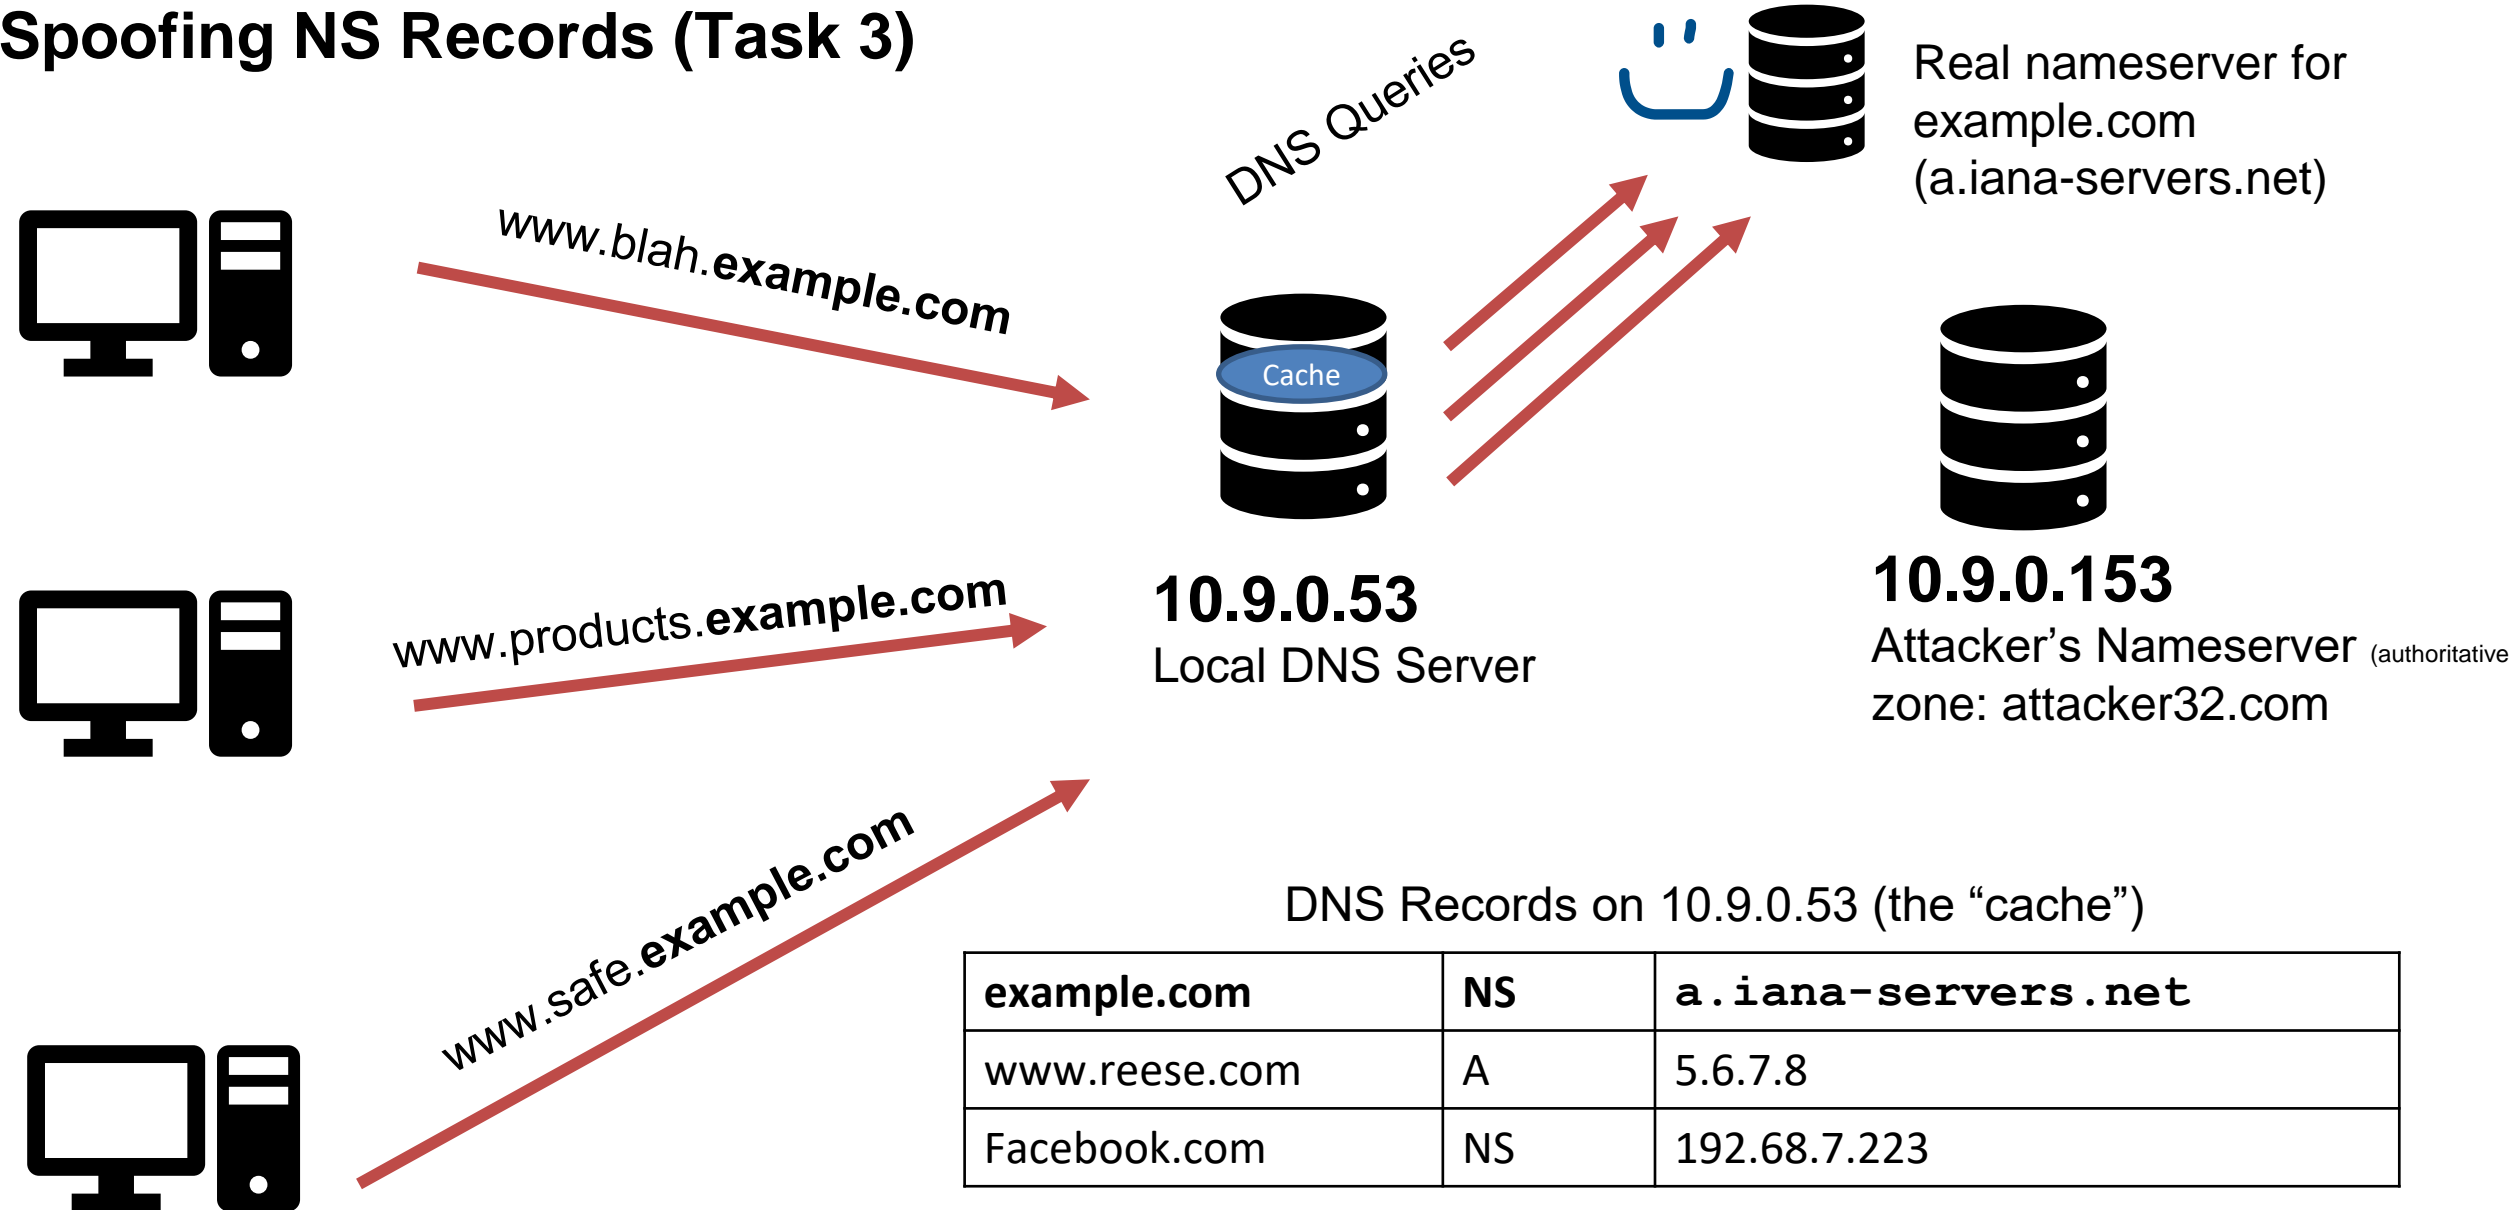 Spoofing NS Records (Task 3)
DNS Queries
Real nameserver for
example.com
(a.iana-servers.net)
www.blah.example.com
Cache
www.products.example.com
10.9.0.53
Local DNS Server
10.9.0.153
Attacker’s Nameserver (authoritative
zone: attacker32.com
www.safe.example.com
DNS Records on 10.9.0.53 (the “cache”)
example.com NS a.iana-servers.net
www.reese.com A 5.6.7.8
Facebook.com NS 192.68.7.223